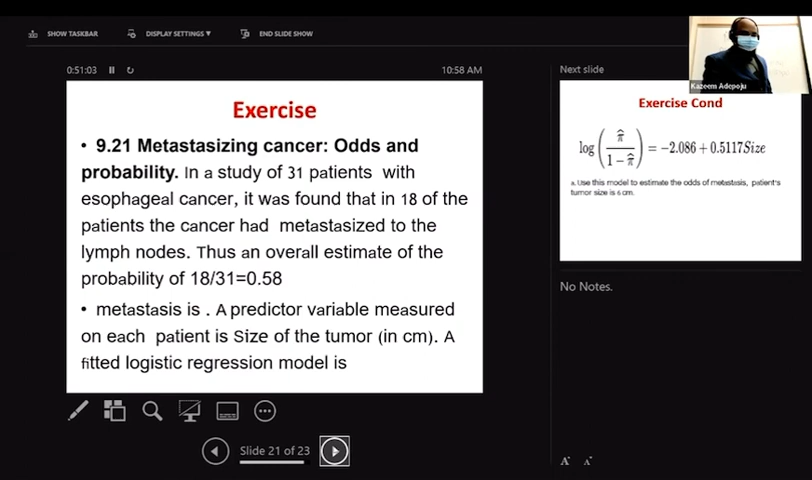 SHOW TASKBAR
DISPLAY SETTINGS ▼
END SLIDE SHOW
0:51:03
10:58 AM
Exercise
• 9.21 Metastasizing cancer: Odds and
probability. In a study of 31 patients with
esophageal cancer, it was found that in 18 of the
patients the cancer had metastasized to the
lymph nodes. Thus an overall estimate of the
probability of 18/31=0.58
• metastasis is . A predictor variable measured
on each patient is Size of the tumor (in cm). A
fitted logistic regression model is
Slide 21 of 23
Next slide
Kazeem Adepoju
Exercise Cond
log(π̂/(1−π̂)) = −2.086 + 0.5117Size
a. Use this model to estimate the odds of metastasis, patient's
tumor size is 6 cm.
No Notes.
A A